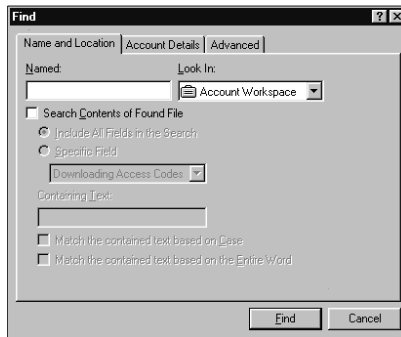 Find
Name and Location Account Details Advanced
Named: Look In:
Account Workspace
Search Contents of Found File
Include All Fields in the Search
Specific Field
Downloading Access Codes
Containing Text:
Match the contained text based on Case
Match the contained text based on the Entire Word
Find Cancel